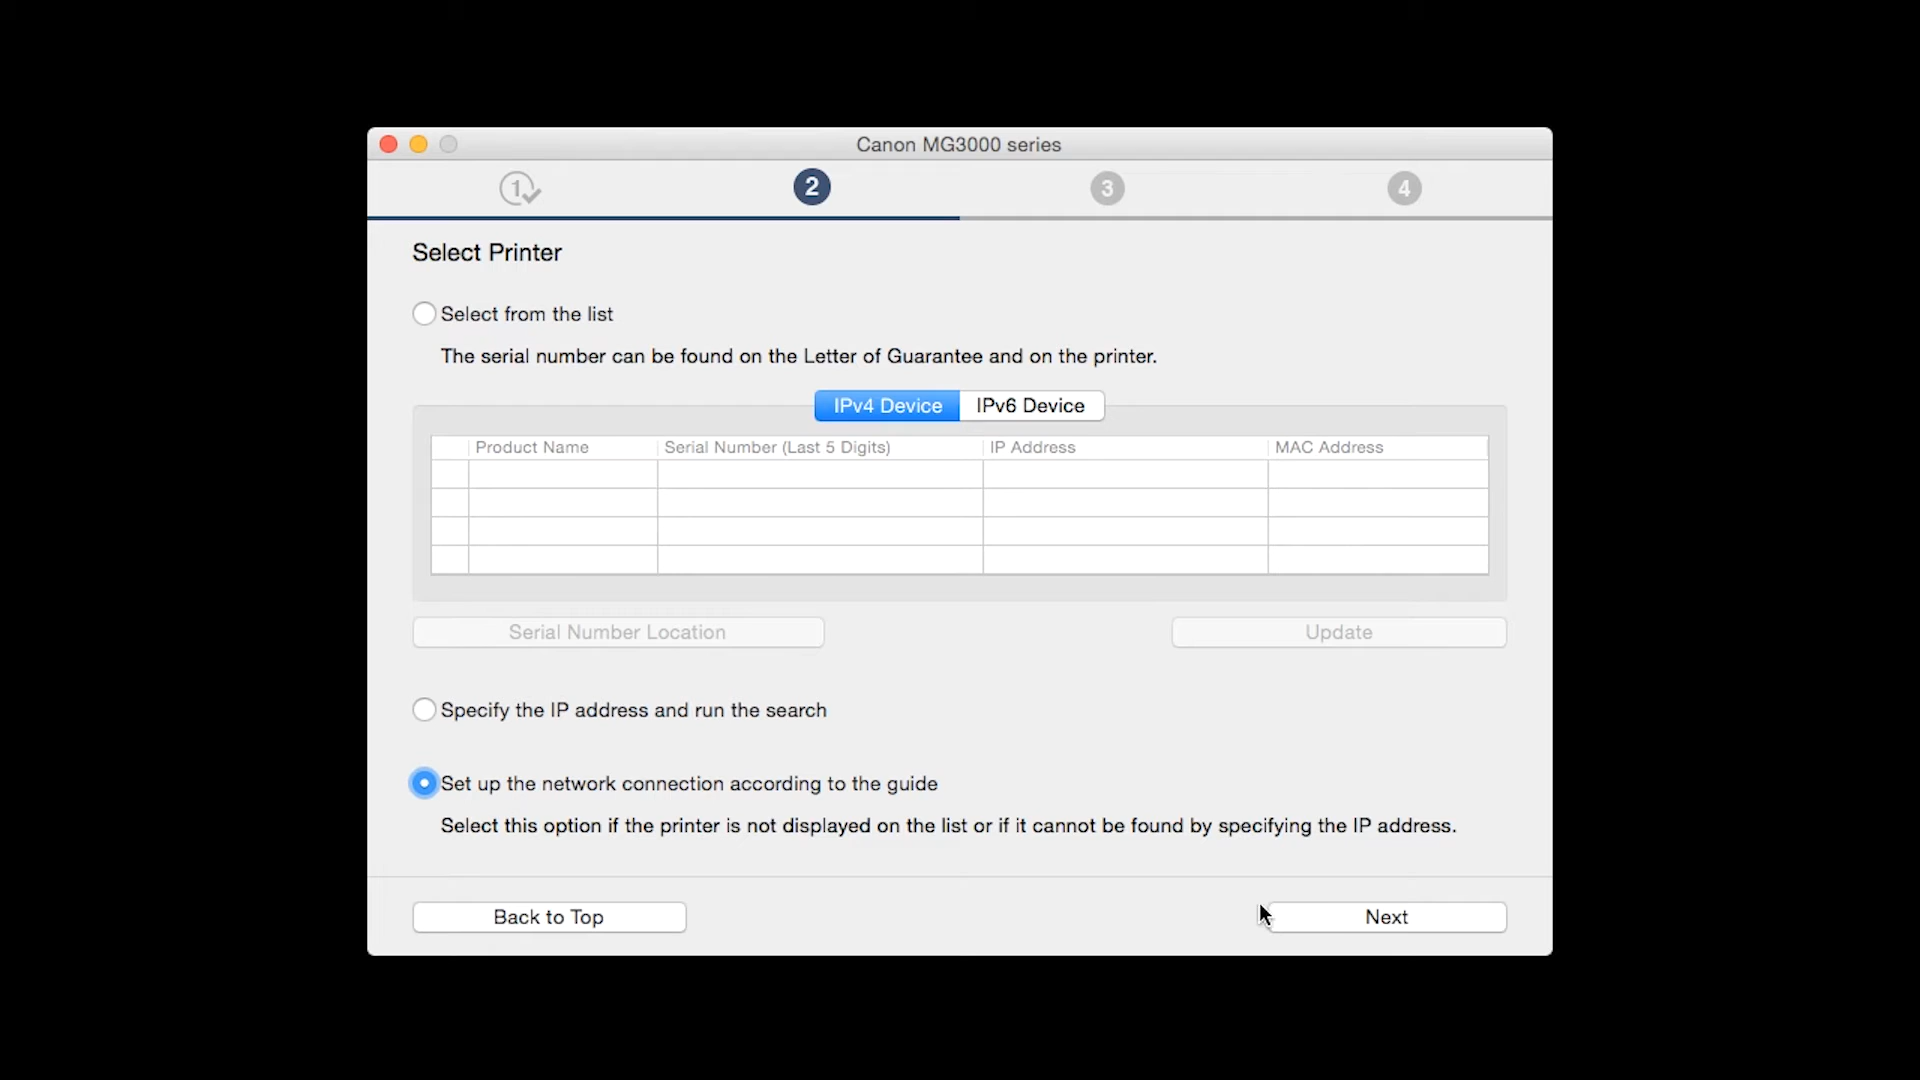 Canon MG3000 series
1 2 3 4
Select Printer
Select from the list
The serial number can be found on the Letter of Guarantee and on the printer.
IPv4 Device IPv6 Device
Product Name Serial Number (Last 5 Digits) IP Address MAC Address
Serial Number Location Update
Specify the IP address and run the search
Set up the network connection according to the guide
Select this option if the printer is not displayed on the list or if it cannot be found by specifying the IP address.
Back to Top Next